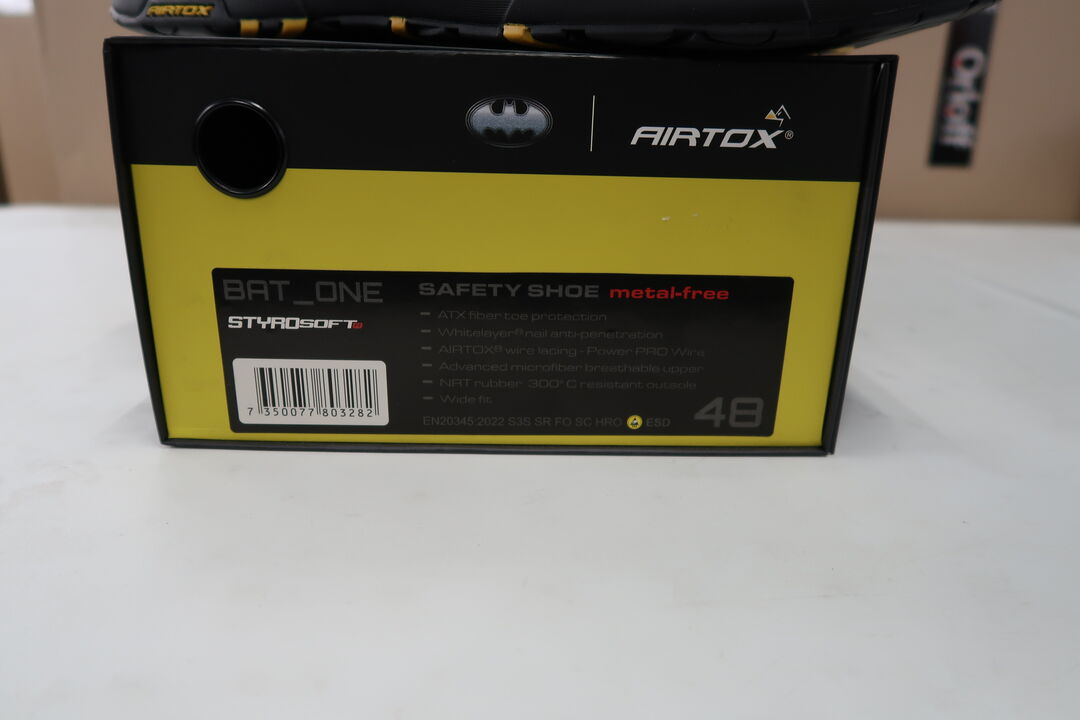 AIRTOX
Orkoff
AIRTOX®
BAT_ONE
SAFETY SHOE metal-free
STYROSOFT
- ATX fiber toe protection
- Whitelayer® nail anti-penetration
- AIRTOX® wire lacing - Power PRO Wire
- Advanced microfiber breathable upper
- NRT rubber 300° C resistant outsole
- Wide fit
7 350077 803282
EN20345:2022 S3S SR FO SC HRO ESD
48